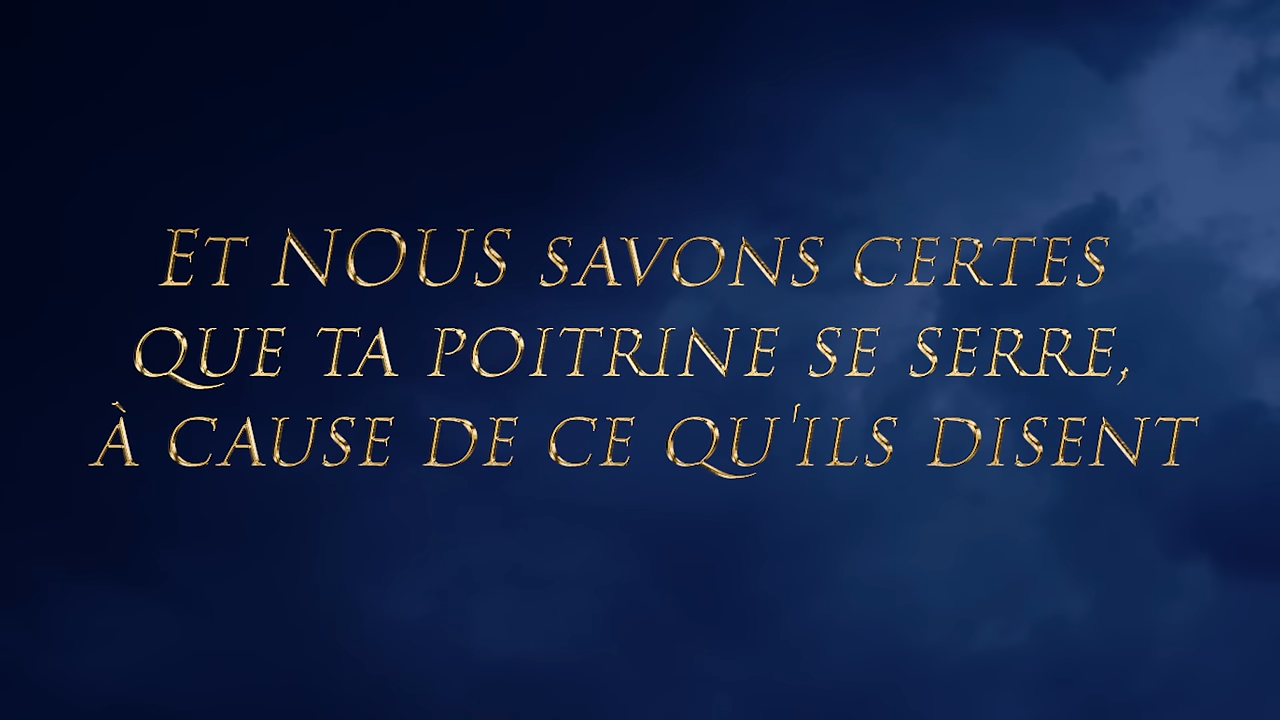 Et NOUS savons certes
que ta poitrine se serre,
à cause de ce qu'ils disent